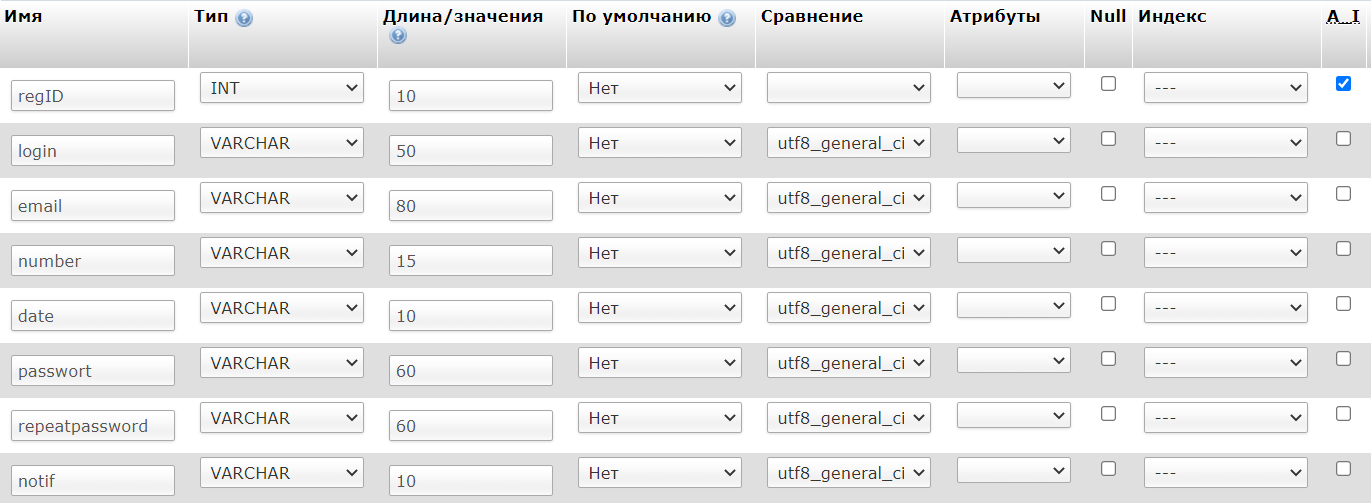 Имя Тип Длина/значения По умолчанию Сравнение Атрибуты Null Индекс A_I
regID INT 10 Нет ---
login VARCHAR 50 Нет utf8_general_ci ---
email VARCHAR 80 Нет utf8_general_ci ---
number VARCHAR 15 Нет utf8_general_ci ---
date VARCHAR 10 Нет utf8_general_ci ---
passwort VARCHAR 60 Нет utf8_general_ci ---
repeatpassword VARCHAR 60 Нет utf8_general_ci ---
notif VARCHAR 10 Нет utf8_general_ci ---